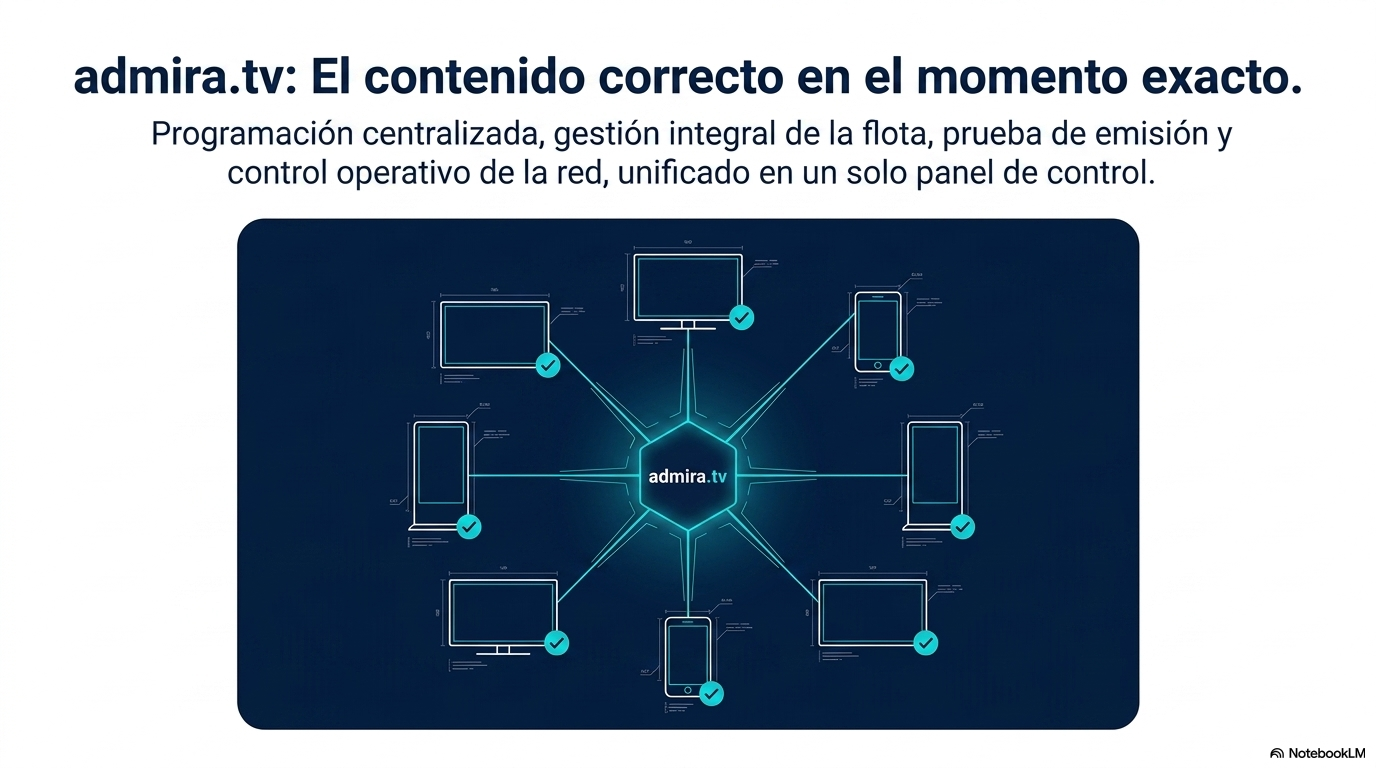 admira.tv: El contenido correcto en el momento exacto.
Programación centralizada, gestión integral de la flota, prueba de emisión y
control operativo de la red, unificado en un solo panel de control.
admira.tv
NotebookLM